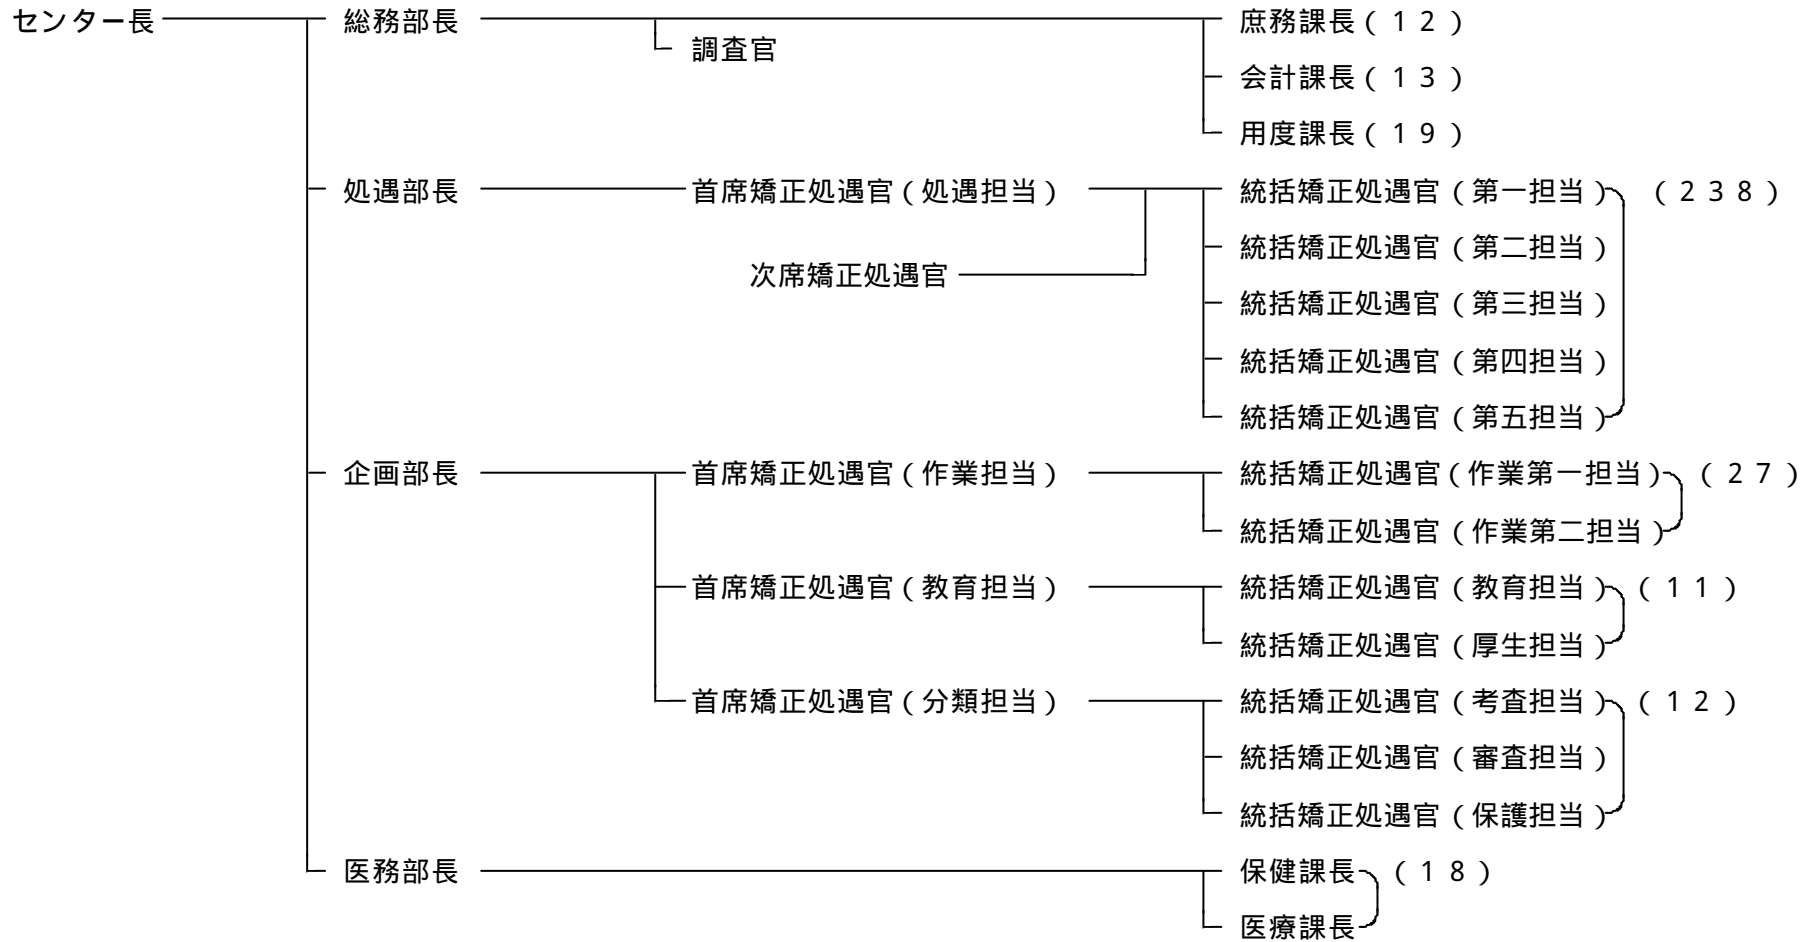 センター長 総務部長 庶務課長（１２）
調査官
会計課長（１３）
用度課長（１９）
処遇部長 首席矯正処遇官（処遇担当） 統括矯正処遇官（第一担当） （２３８）
統括矯正処遇官（第二担当）
次席矯正処遇官
統括矯正処遇官（第三担当）
統括矯正処遇官（第四担当）
統括矯正処遇官（第五担当）
企画部長 首席矯正処遇官（作業担当） 統括矯正処遇官（作業第一担当） （２７）
統括矯正処遇官（作業第二担当）
首席矯正処遇官（教育担当） 統括矯正処遇官（教育担当） （１１）
統括矯正処遇官（厚生担当）
首席矯正処遇官（分類担当） 統括矯正処遇官（考査担当） （１２）
統括矯正処遇官（審査担当）
統括矯正処遇官（保護担当）
医務部長 保健課長 （１８）
医療課長